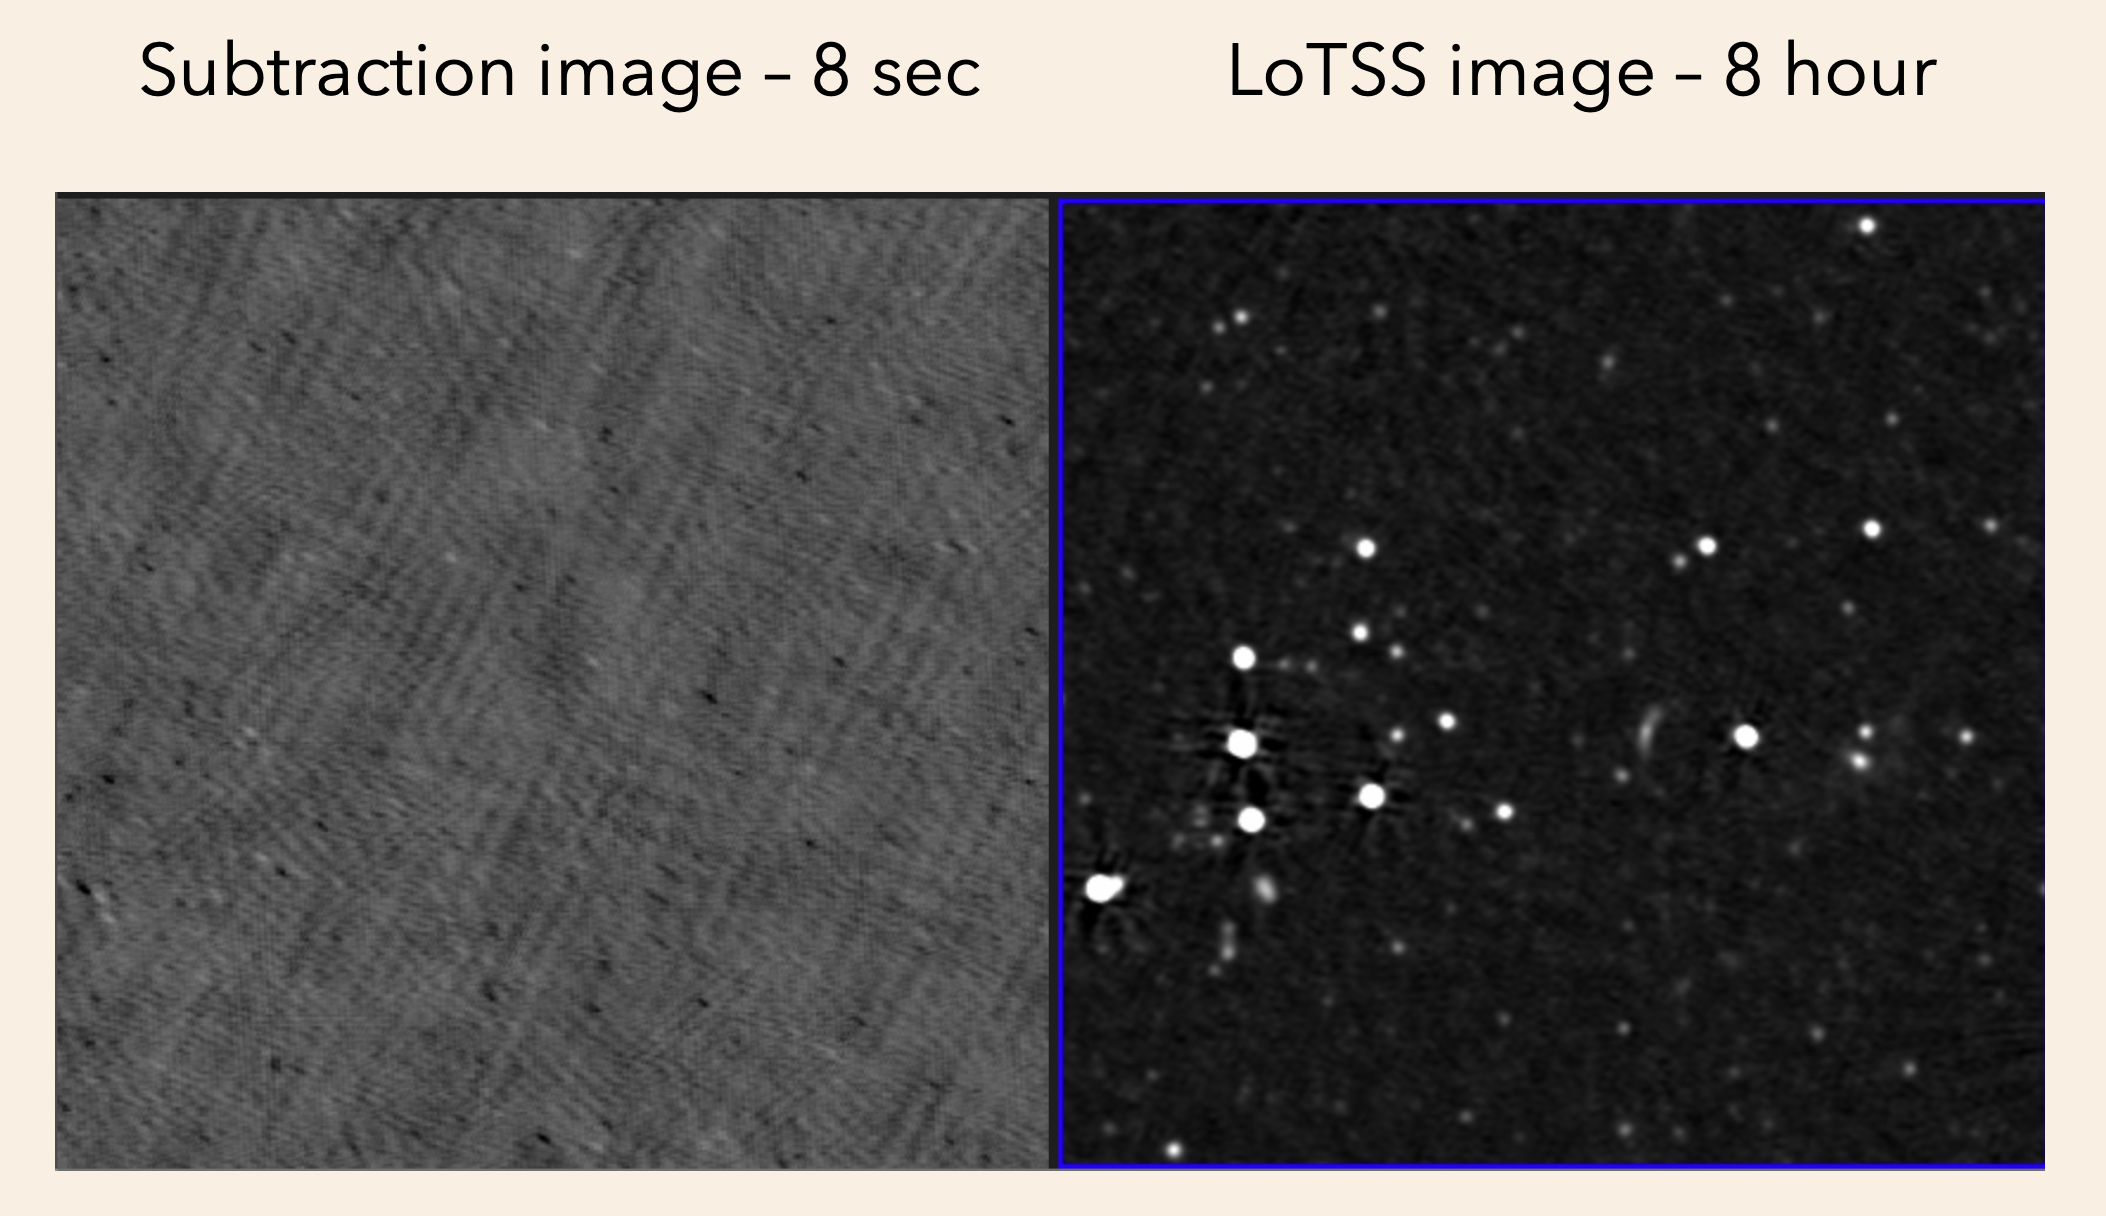 Subtraction image – 8 sec
LoTSS image – 8 hour